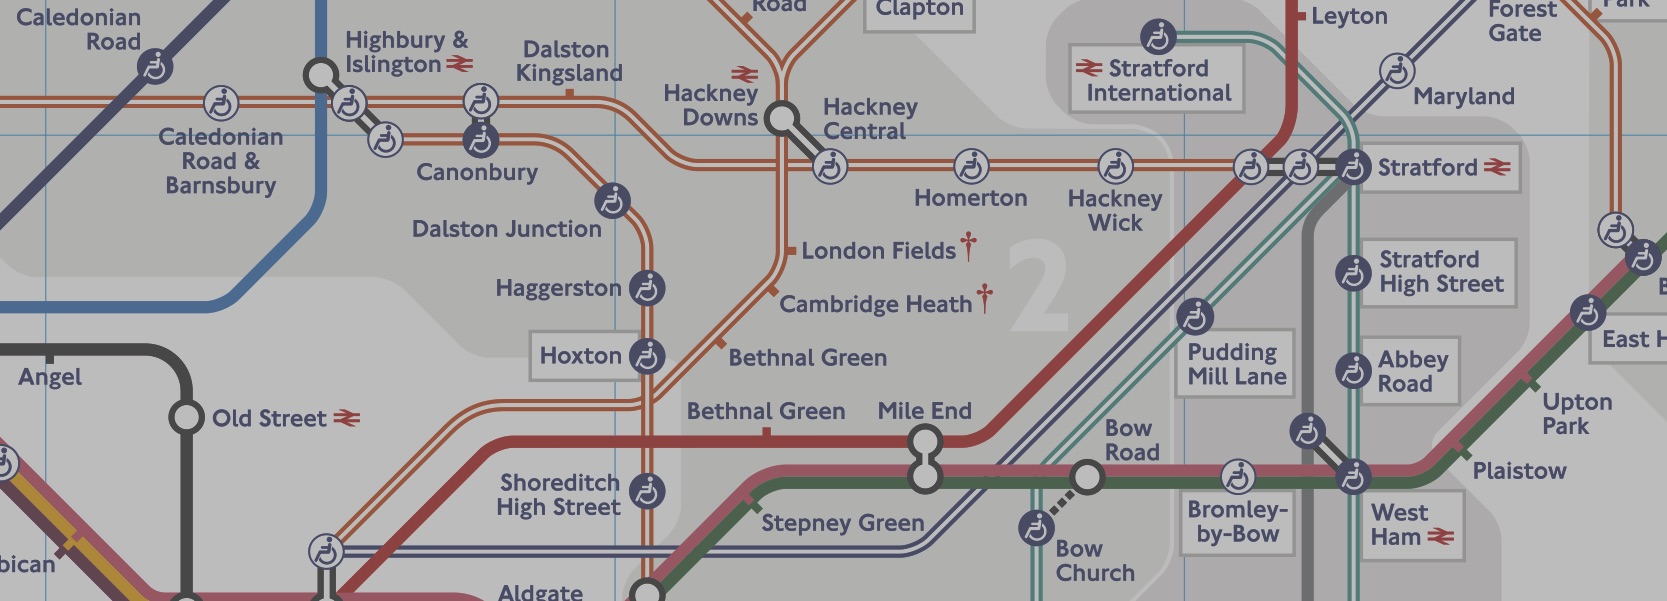 Caledonian
Road
Highbury &
Islington
Dalston
Kingsland
Road
Clapton
Leyton
Forest
Gate
Park
Stratford
International
Maryland
Hackney
Downs
Hackney
Central
Caledonian
Road &
Barnsbury
Canonbury
Stratford
Homerton
Hackney
Wick
Dalston Junction
London Fields †
2
Stratford
High Street
Haggerston
Cambridge Heath †
Hoxton
Bethnal Green
Pudding
Mill Lane
Abbey
Road
East H
Angel
Old Street
Bethnal Green
Mile End
Bow
Road
Upton
Park
Plaistow
Shoreditch
High Street
Stepney Green
Bromley-
by-Bow
West
Ham
Bow
Church
bican
Aldgate